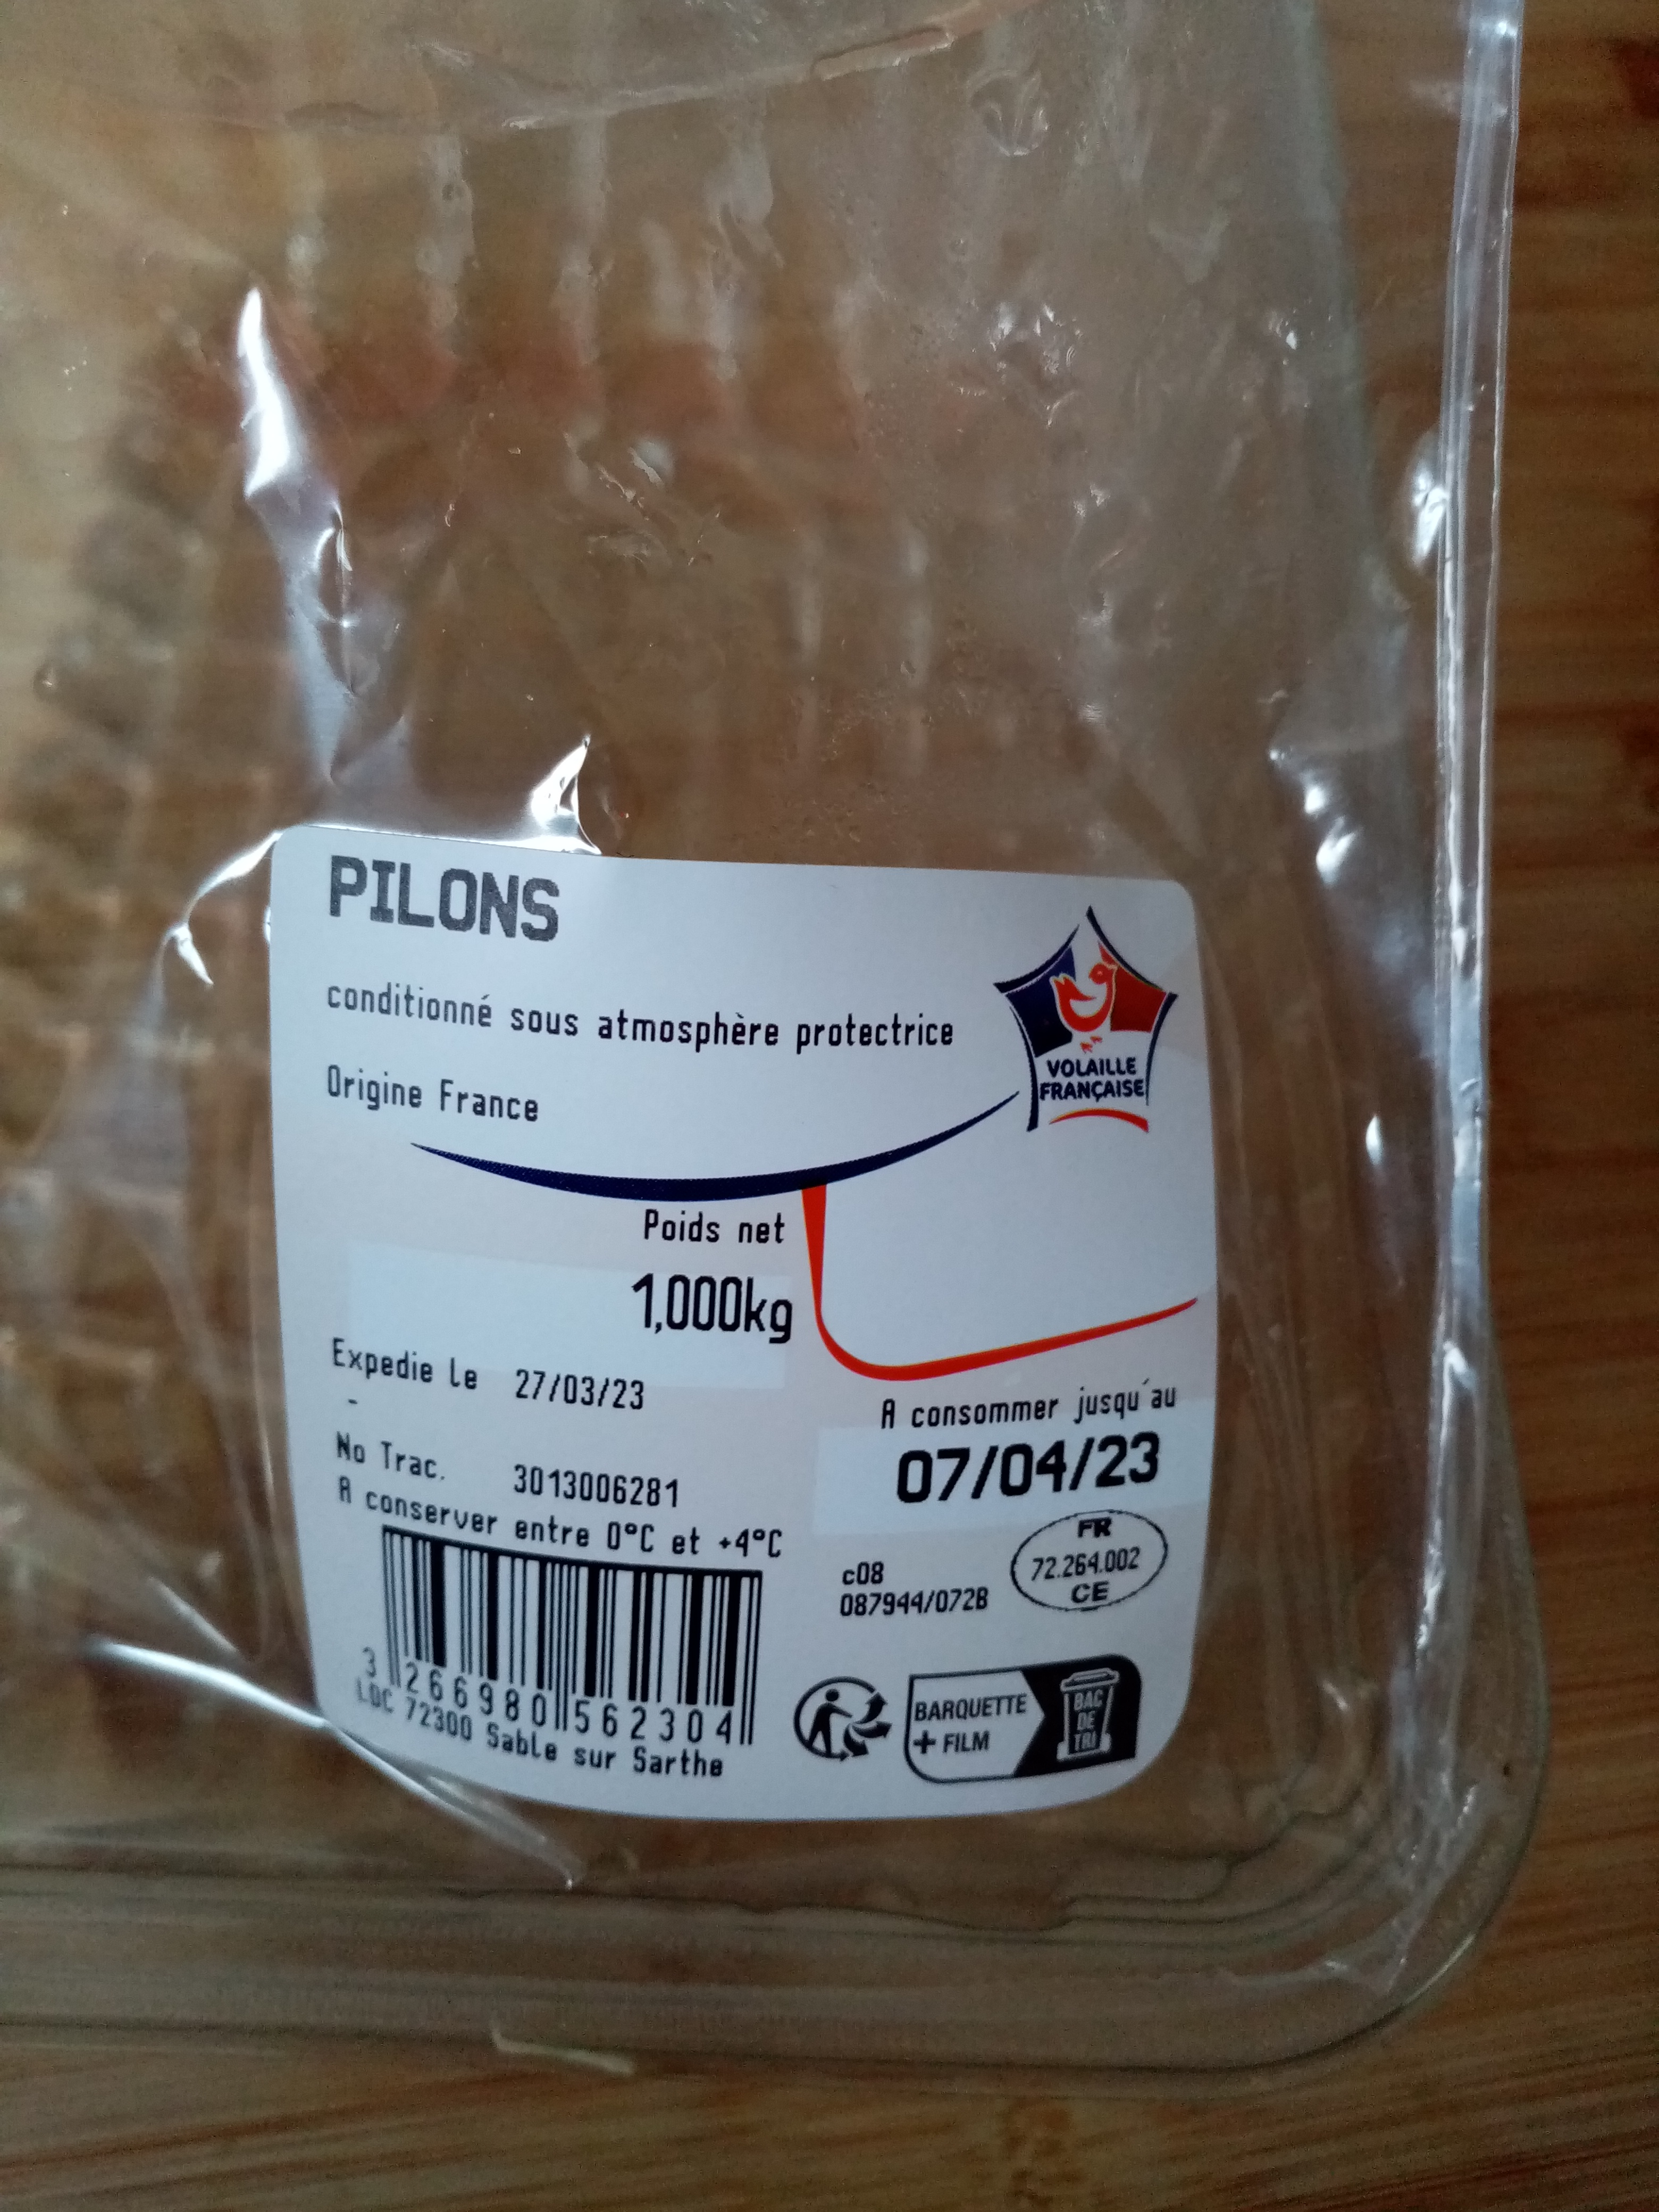 PILONS
conditionné sous atmosphère protectrice
Origine France
VOLAILLE
FRANÇAISE
Poids net
1,000kg
Expedie le 27/03/23
-
No Trac. 3013006281
A conserver entre 0°C et +4°C
A consommer jusqu'au
07/04/23
c08
087944/072B
FR
72.264.002
CE
3 266980 562304
LDC 72300 Sable sur Sarthe
BARQUETTE
+ FILM
BAC
DE
TRI